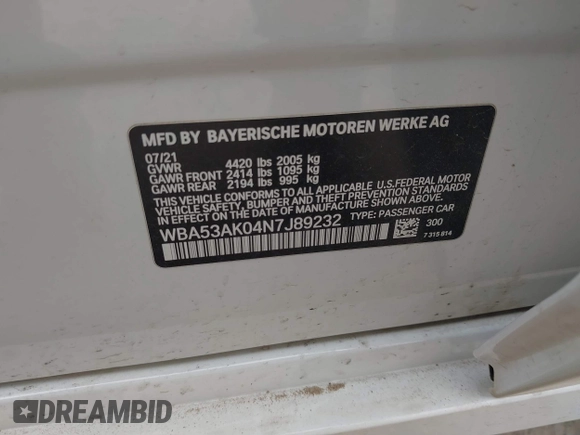 MFD BY BAYERISCHE MOTOREN WERKE AG
07/21
GVWR 4420 lbs 2005 kg
GAWR FRONT 2414 lbs 1095 kg
GAWR REAR 2194 lbs 995 kg
THIS VEHICLE CONFORMS TO ALL APPLICABLE U.S.FEDERAL MOTOR
VEHICLE SAFETY, BUMPER, AND THEFT PREVENTION STANDARDS
IN EFFECT ON THE DATE OF MANUFACTURE SHOWN ABOVE.
WBA53AK04N7J89232 TYPE: PASSENGER CAR
300
7 315 814
DREAMBID